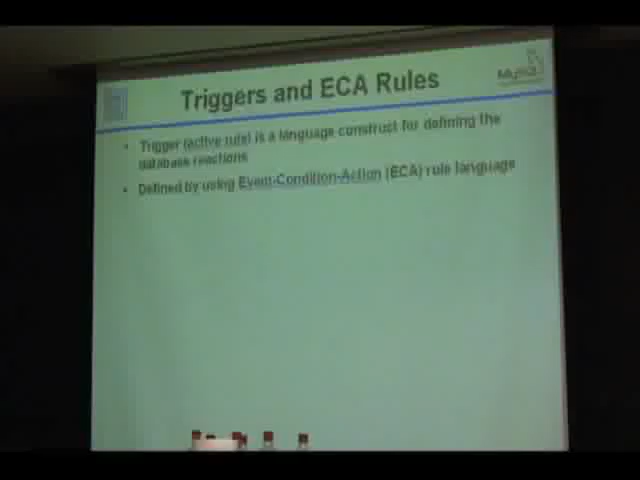 Triggers and ECA Rules
MySQL
• Trigger (active rule) is a language construct for defining the
database reactions
• Defined by using Event-Condition-Action (ECA) rule language